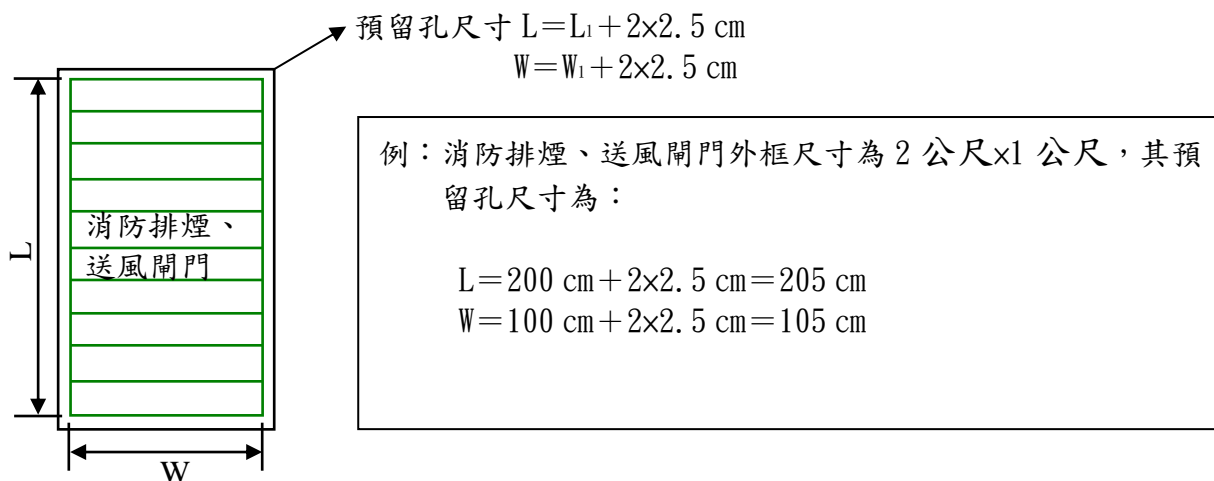 預留孔尺寸 L=L₁+2×2.5 cm
W=W₁+2×2.5 cm
例：消防排煙、送風閘門外框尺寸為 2 公尺×1 公尺，其預
留孔尺寸為：
L=200 cm+2×2.5 cm=205 cm
W=100 cm+2×2.5 cm=105 cm
消防排煙、
送風閘門
L
W